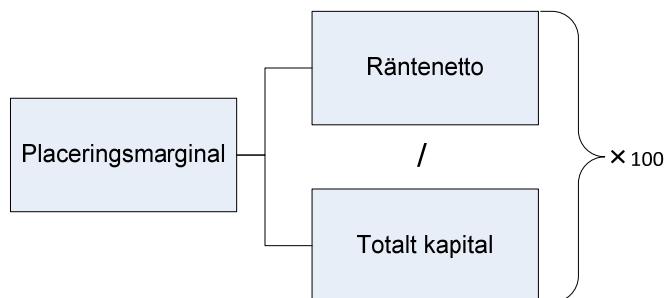 Räntenetto
Placeringsmarginal
/
× 100
Totalt kapital